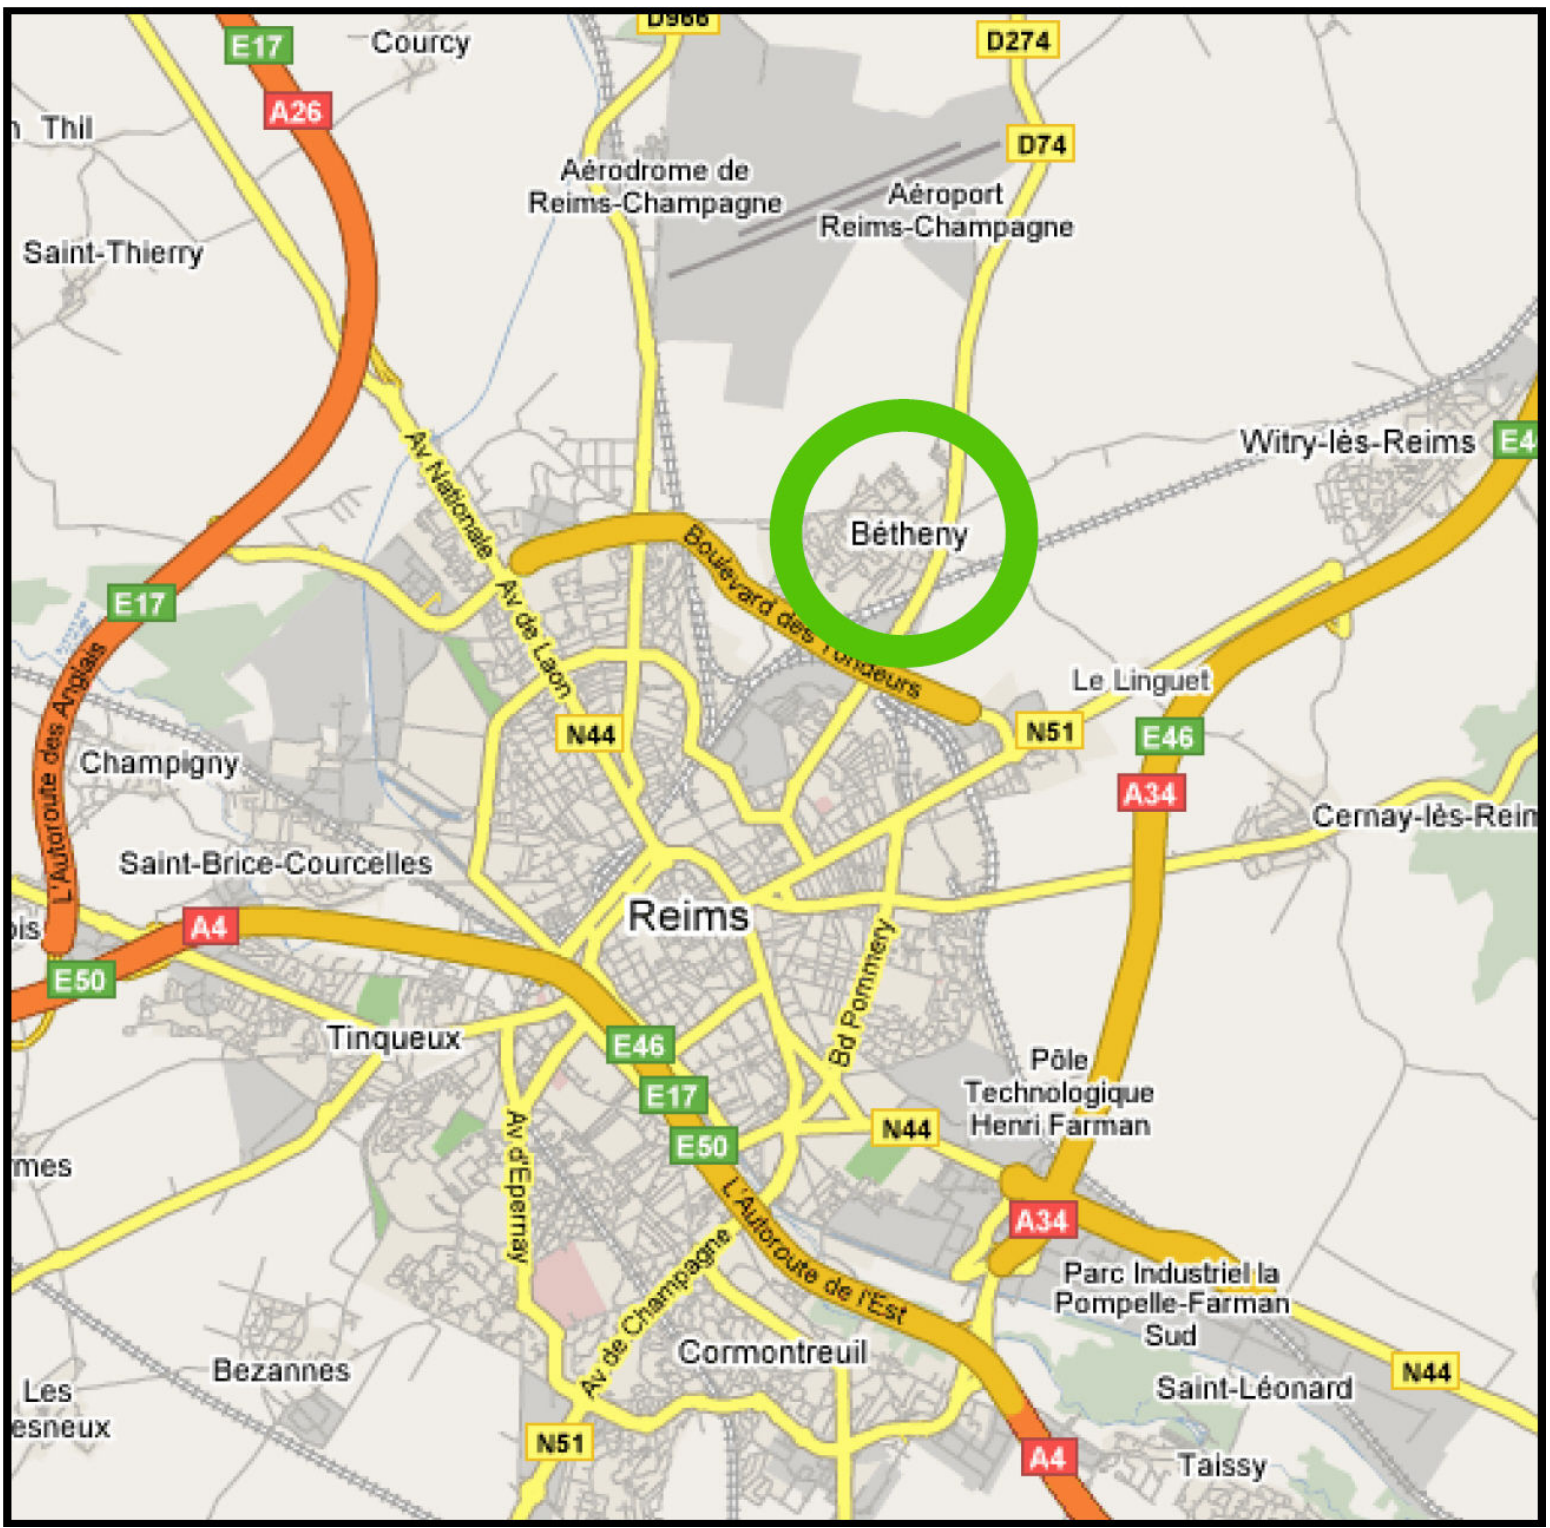 D966
E17
Courcy
D274
A26
Thil
D74
Aérodrome de
Reims-Champagne
Aéroport
Reims-Champagne
Saint-Thierry
Witry-lès-Reims
E4
Av Nationale
Bétheny
Boulevard des Tondeurs
E17
Av de Laon
L'Autoroute des Anglais
Le Linguet
N44
N51
E46
Champigny
A34
Cernay-lès-Reim
Saint-Brice-Courcelles
Reims
A4
ois
E50
Bd Pommery
Tinqueux
E46
Pôle
Technologique
Henri Farman
E17
N44
E50
Av d'Epernay
rmes
L'Autoroute de l'Est
A34
Av de Champagne
Parc Industriel la
Pompelle-Farman
Sud
Cormontreuil
Bezannes
N44
Les
esneux
Saint-Léonard
N51
A4
Taissy